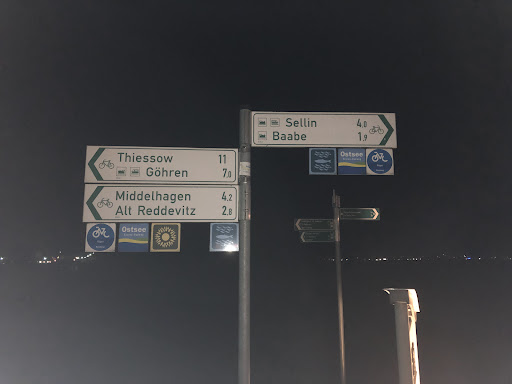 Thiessow 11
Göhren 7.0
Middelhagen 4.2
Alt Reddevitz 2.8
Ostsee
Sellin 4.0
Baabe 1.9
Ostsee